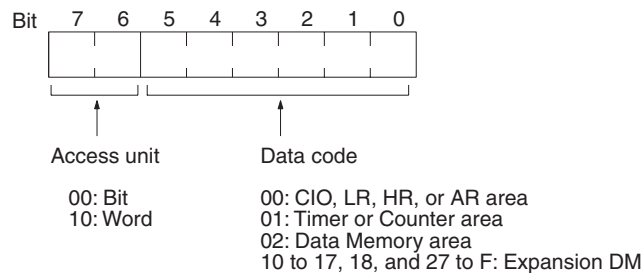 Bit 7 6 5 4 3 2 1 0
Access unit Data code
00: Bit 00: CIO, LR, HR, or AR area
10: Word 01: Timer or Counter area
02: Data Memory area
10 to 17, 18, and 27 to F: Expansion DM